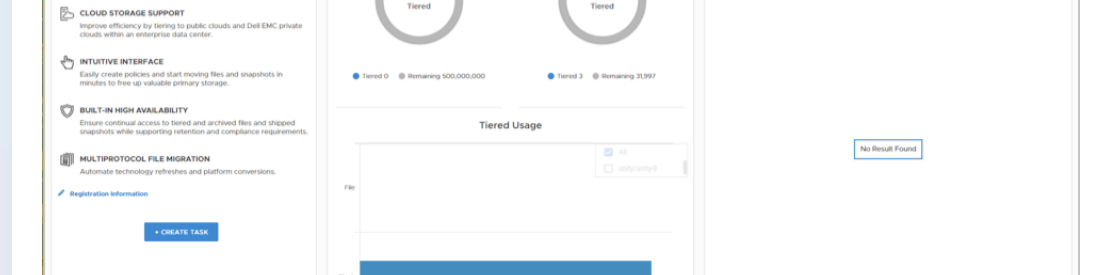 CLOUD STORAGE SUPPORT
Improve efficiency by tiering to public clouds and Dell EMC private
clouds within an enterprise data center.
INTUITIVE INTERFACE
Easily create policies and start moving files and snapshots in
minutes to free up valuable primary storage.
BUILT-IN HIGH AVAILABILITY
Ensure continual access to tiered and archived files and shipped
snapshots while supporting retention and compliance requirements.
MULTIPROTOCOL FILE MIGRATION
Automate technology refreshes and platform conversions.
Registration Information
+ CREATE TASK
Tiered
Tiered
Tiered 0 Remaining 500,000,000
Tiered 3 Remaining 31,997
Tiered Usage
All
File
No Result Found